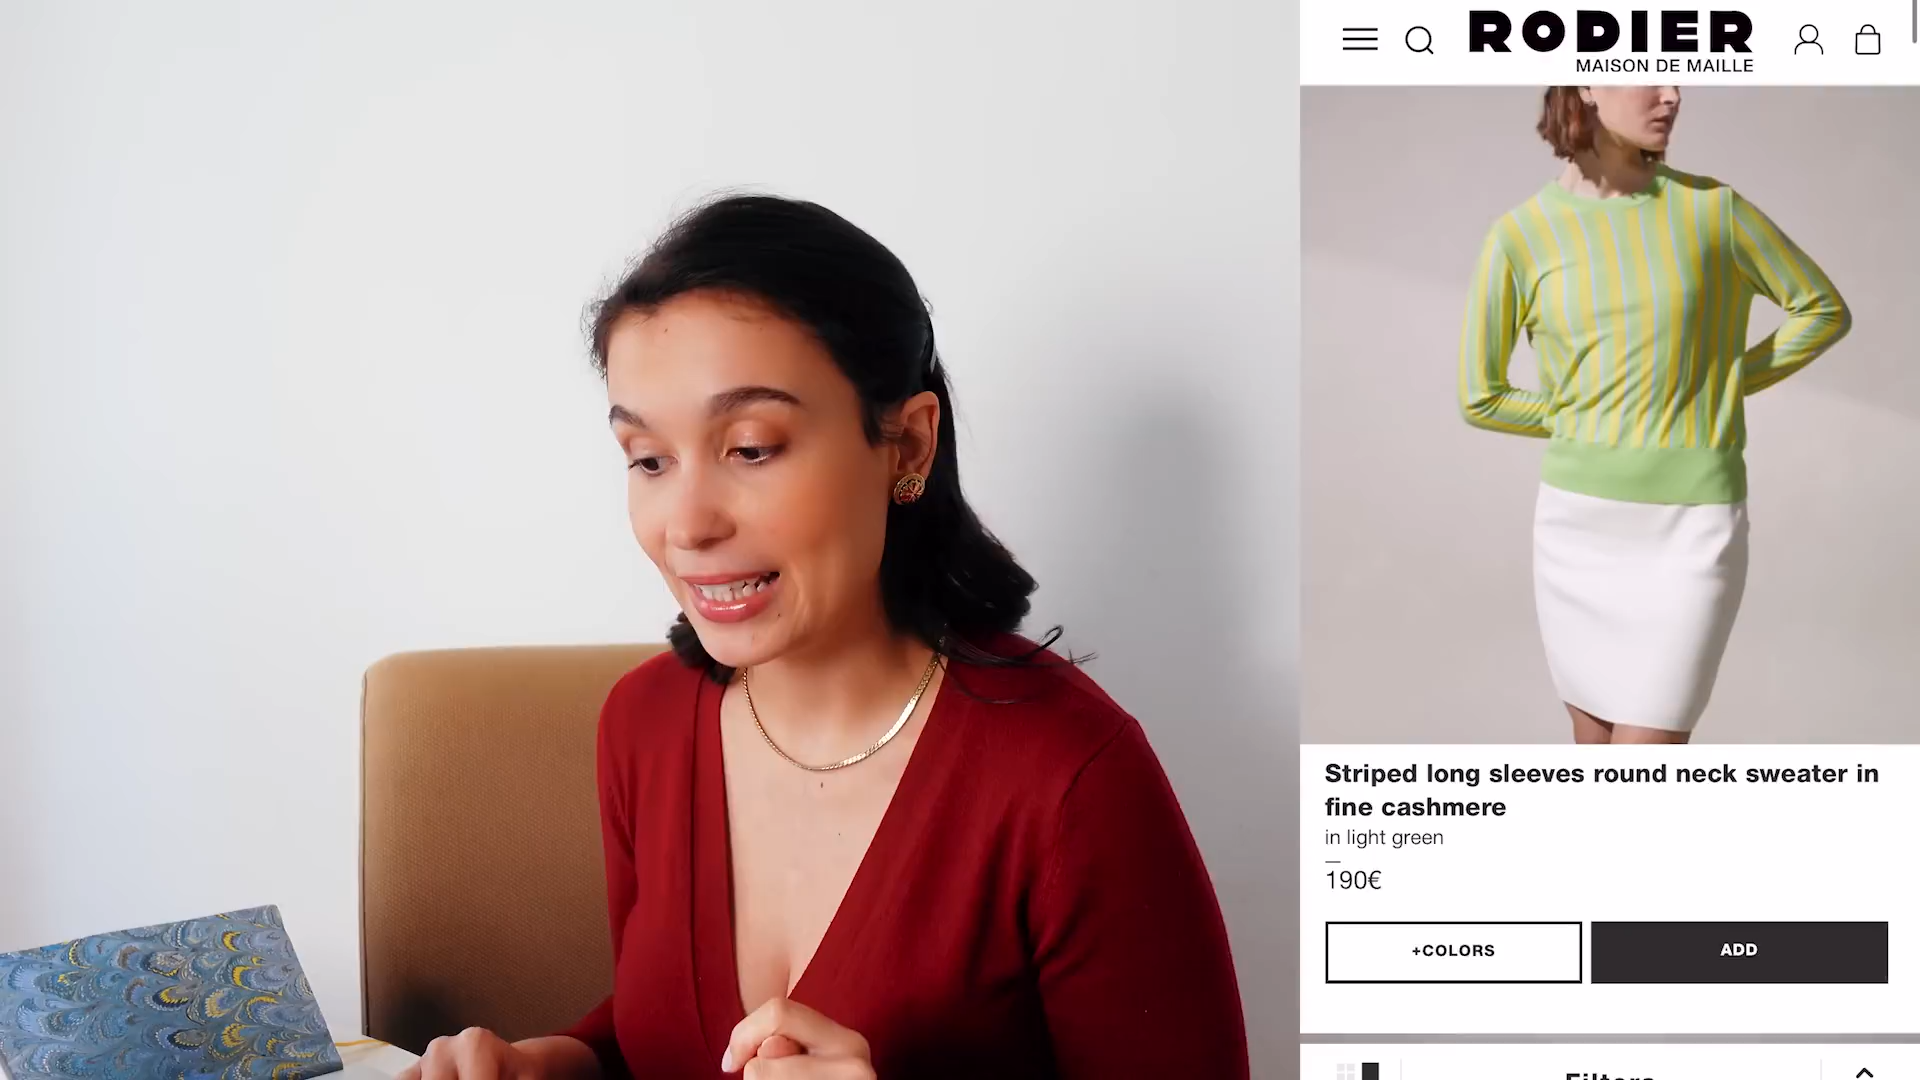 RODIER
MAISON DE MAILLE
Striped long sleeves round neck sweater in
fine cashmere
in light green
190€
+COLORS
ADD
Filters